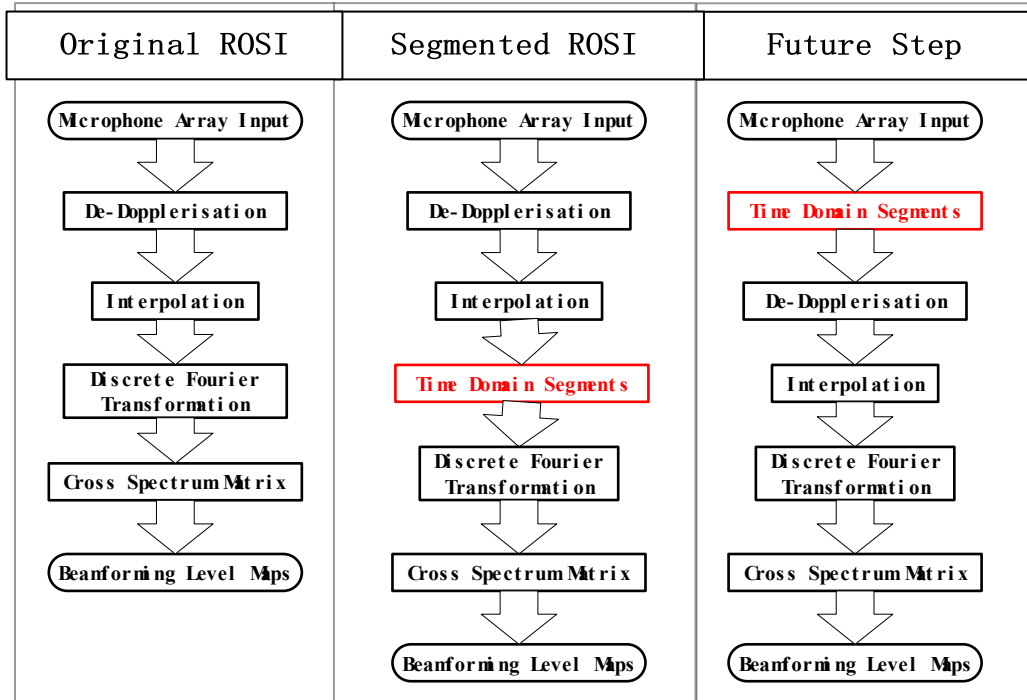 Original ROSI
Microphone Array Input
De-Dopplerisation
Interpolation
Discrete Fourier
Transformation
Cross Spectrum Matrix
Beamforming Level Maps
Segmented ROSI
Microphone Array Input
De-Dopplerisation
Interpolation
Time Domain Segments
Discrete Fourier
Transformation
Cross Spectrum Matrix
Beamforming Level Maps
Future Step
Microphone Array Input
Time Domain Segments
De-Dopplerisation
Interpolation
Discrete Fourier
Transformation
Cross Spectrum Matrix
Beamforming Level Maps